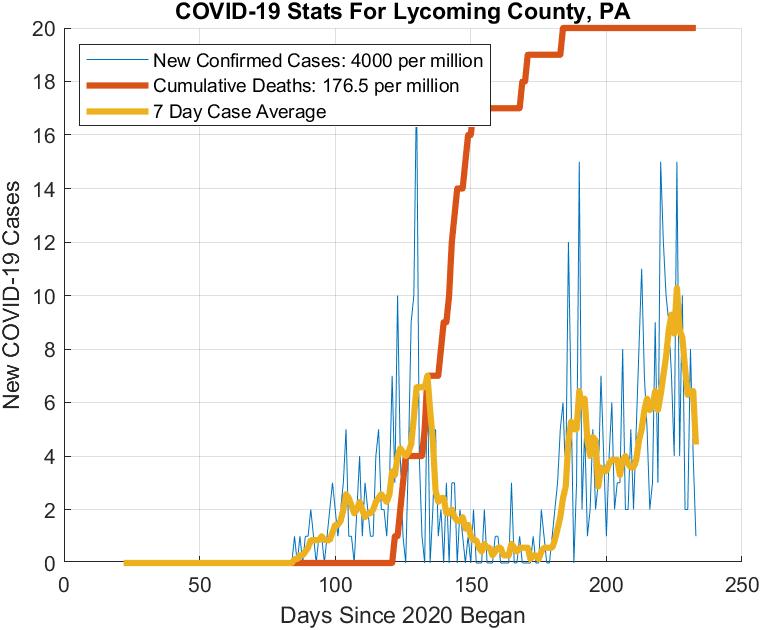 COVID-19 Stats For Lycoming County, PA
New Confirmed Cases: 4000 per million
Cumulative Deaths: 176.5 per million
7 Day Case Average
New COVID-19 Cases
20
18
16
14
12
10
8
6
4
2
0
0 50 100 150 200 250
Days Since 2020 Began